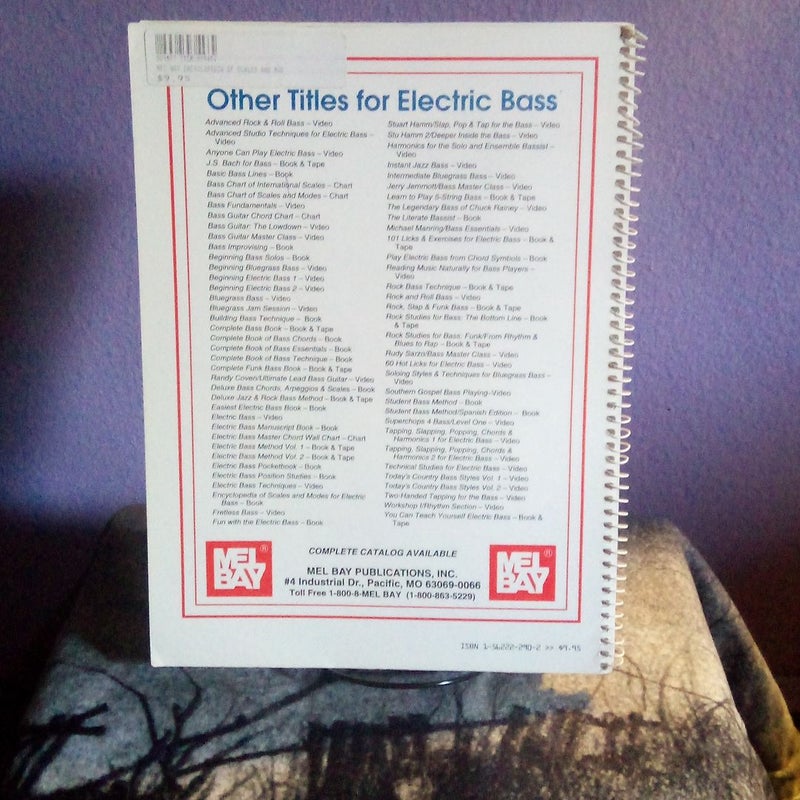 $9.95
Other Titles for Electric Bass
Advanced Rock & Roll Bass – Video
Advanced Studio Techniques for Electric Bass –
Video
Anyone Can Play Electric Bass – Video
J.S. Bach for Bass – Book & Tape
Basic Bass Lines – Book
Bass Chart of International Scales – Chart
Bass Chart of Scales and Modes – Chart
Bass Fundamentals – Video
Bass Guitar Chord Chart – Chart
Bass Guitar: The Lowdown – Video
Bass Guitar Master Class – Video
Bass Improvising – Book
Beginning Bass Solos – Book
Beginning Bluegrass Bass – Video
Beginning Electric Bass 1 – Video
Beginning Electric Bass 2 – Video
Bluegrass Bass – Video
Bluegrass Jam Session – Video
Building Bass Technique – Book
Complete Bass Book – Book & Tape
Complete Book of Bass Chords – Book
Complete Book of Bass Essentials – Book
Complete Book of Bass Technique – Book
Complete Funk Bass Book – Book & Tape
Randy Coven/Ultimate Lead Bass Guitar – Video
Deluxe Bass Chords, Arpeggios & Scales – Book
Deluxe Jazz & Rock Bass Method – Book & Tape
Easiest Electric Bass Book – Book
Electric Bass – Video
Electric Bass Manuscript Book – Book
Electric Bass Master Chord Wall Chart – Chart
Electric Bass Method Vol. 1 – Book & Tape
Electric Bass Method Vol. 2 – Book & Tape
Electric Bass Pocketbook – Book
Electric Bass Position Studies – Book
Electric Bass Techniques – Video
Encyclopedia of Scales and Modes for Electric
Bass – Book
Fretless Bass – Video
Fun with the Electric Bass – Book
Stuart Hamm/Slap, Pop & Tap for the Bass – Video
Stu Hamm 2/Deeper Inside the Bass – Video
Harmonics for the Solo and Ensemble Bassist –
Video
Instant Jazz Bass – Video
Intermediate Bluegrass Bass – Video
Jerry Jemmott/Bass Master Class – Video
Learn to Play 5-String Bass – Book & Tape
The Legendary Bass of Chuck Rainey – Video
The Literate Bassist – Book
Michael Manring/Bass Essentials – Video
101 Licks & Exercises for Electric Bass – Book &
Tape
Play Electric Bass from Chord Symbols – Book
Reading Music Naturally for Bass Players –
Video
Rock Bass Technique – Book & Tape
Rock and Roll Bass – Video
Rock, Slap & Funk Bass – Book & Tape
Rock Studies for Bass: The Bottom Line – Book
& Tape
Rock Studies for Bass: Funk/From Rhythm &
Blues to Rap – Book & Tape
Rudy Sarzo/Bass Master Class – Video
60 Hot Licks for Electric Bass – Video
Soloing Styles & Techniques for Bluegrass Bass –
Video
Southern Gospel Bass Playing–Video
Student Bass Method – Book
Student Bass Method/Spanish Edition – Book
Superchops 4 Bass/Level One – Video
Tapping, Slapping, Popping, Chords &
Harmonics 1 for Electric Bass – Video
Tapping, Slapping, Popping, Chords &
Harmonics 2 for Electric Bass – Video
Technical Studies for Electric Bass – Video
Today's Country Bass Styles Vol. 1 – Video
Today's Country Bass Styles Vol. 2 – Video
Two-Handed Tapping for the Bass – Video
Workshop I/Rhythm Section – Video
You Can Teach Yourself Electric Bass – Book &
Tape
MEL BAY ®
COMPLETE CATALOG AVAILABLE
MEL BAY PUBLICATIONS, INC.
#4 Industrial Dr., Pacific, MO 63069-0066
Toll Free 1-800-8-MEL BAY (1-800-863-5229)
MEL BAY ®
ISBN 1-56222-290-2 >> $9.95